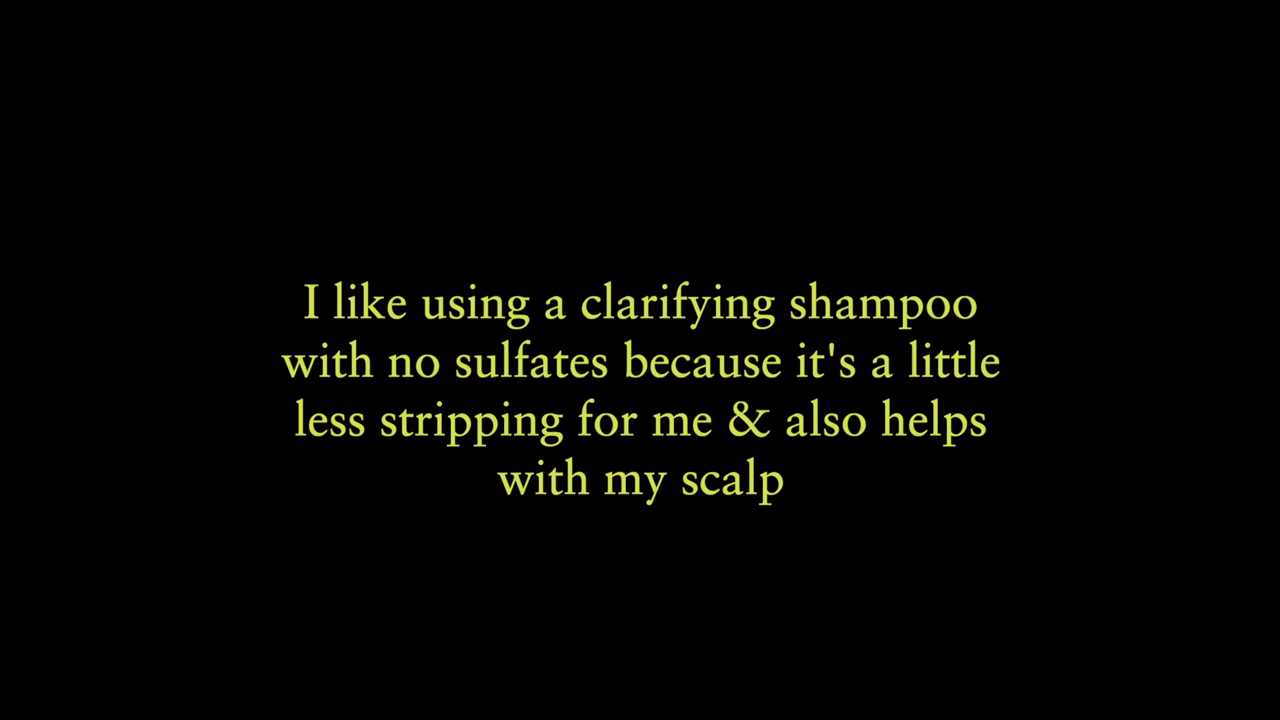 I like using a clarifying shampoo
with no sulfates because it's a little
less stripping for me & also helps
with my scalp